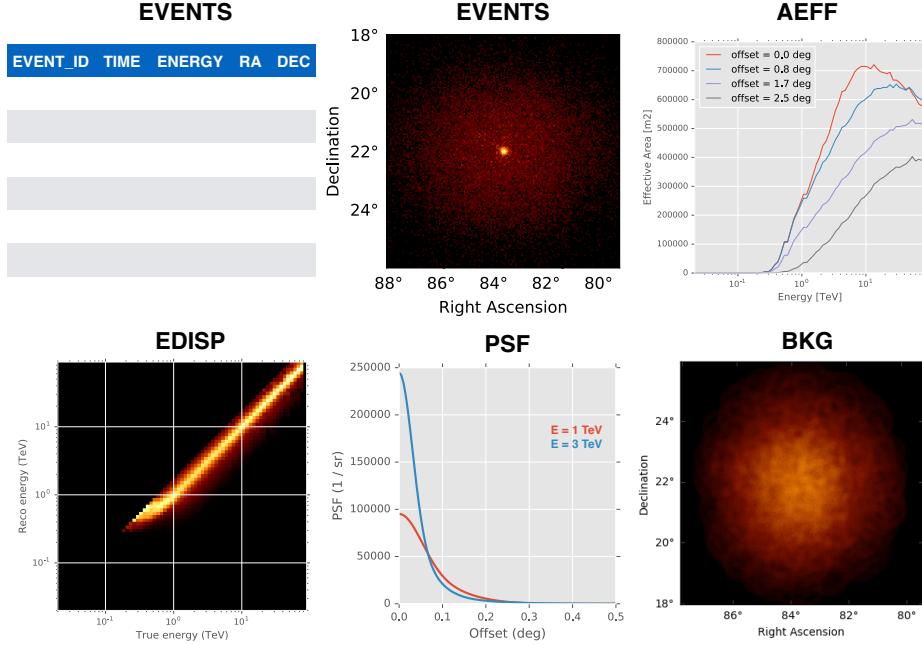 EVENTS
EVENT_ID TIME ENERGY RA DEC
EVENTS
18°
20°
22°
24°
Declination
88° 86° 84° 82° 80°
Right Ascension
AEFF
offset = 0.0 deg
offset = 0.8 deg
offset = 1.7 deg
offset = 2.5 deg
800000
700000
600000
500000
400000
300000
200000
100000
0
Effective Area [m2]
10⁻¹ 10⁰ 10¹
Energy [TeV]
EDISP
10¹
10⁰
10⁻¹
Reco energy (TeV)
10⁻¹ 10⁰ 10¹
True energy (TeV)
PSF
E = 1 TeV
E = 3 TeV
250000
200000
150000
100000
50000
0
PSF (1 / sr)
0.0 0.1 0.2 0.3 0.4 0.5
Offset (deg)
BKG
24°
22°
20°
18°
Declination
86° 84° 82° 80°
Right Ascension